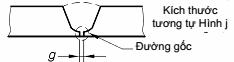 Kích thước
tương tự Hình j
Đường gốc
g